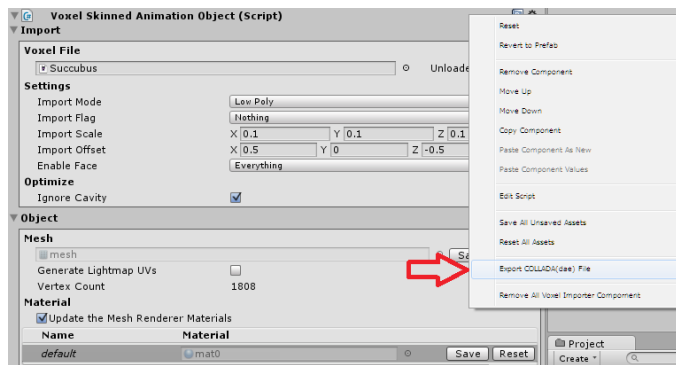 Voxel Skinned Animation Object (Script)
Import
Voxel File
Succubus
Unloade
Settings
Import Mode Low Poly
Import Flag Nothing
Import Scale X 0.1 Y 0.1 Z 0.1
Import Offset X 0.5 Y 0 Z -0.5
Enable Face Everything
Optimize
Ignore Cavity
Object
Mesh
mesh Sa
Generate Lightmap UVs
Vertex Count 1808
Material
Update the Mesh Renderer Materials
Name Material
default mat0 Save Reset
Reset
Revert to Prefab
Remove Component
Move Up
Move Down
Copy Component
Paste Component As New
Paste Component Values
Edit Script
Save All Unsaved Assets
Reset All Assets
Export COLLADA(dae) File
Remove All Voxel Importer Compoment
Project
Create